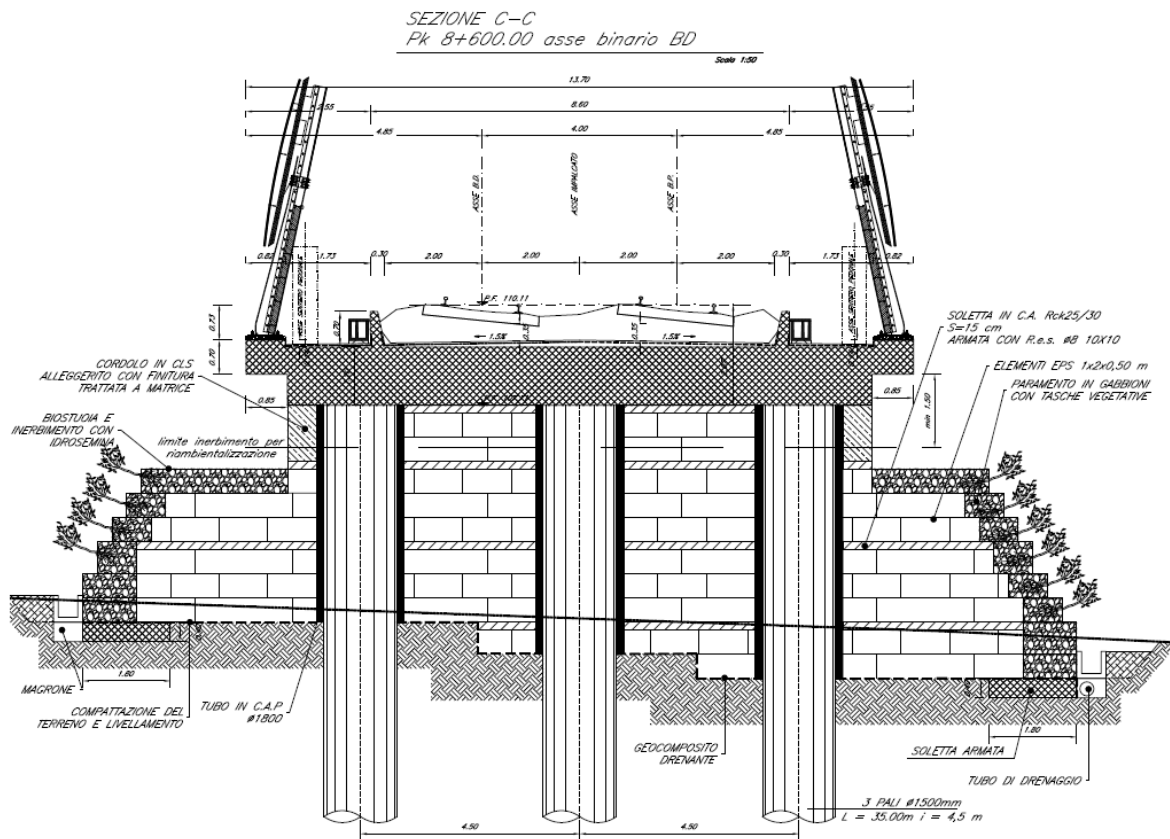 SEZIONE C-C
Pk 8+600.00 asse binario BD
Scala 1:50
13.70
8.60
4.85
4.00
4.85
ASSE B.D.
ASSE IMPALCATO
ASSE B.P.
0.82
1.73
0.30
2.00
2.00
2.00
2.00
0.30
1.73
0.82
P.F. 110.11
0.73
0.70
0.70
0.35
0.35
1.5%
1.5%
SOLETTA IN C.A. Rck25/30
S=15 cm
ARMATA CON R.e.s. ø8 10X10
ELEMENTI EPS 1x2x0,50 m
PARAMENTO IN GABBIONI
CON TASCHE VEGETATIVE
CORDOLO IN CLS
ALLEGGERITO CON FINITURA
TRATTATA A MATRICE
0.85
0.85
min 1.50
BIOSTUOIA E
INERBIMENTO CON
IDROSEMINA
limite inerbimento per
riambientalizzazione
MAGRONE
1.80
COMPATTAZIONE DEL
TERRENO E LIVELLAMENTO
TUBO IN C.A.P
ø1800
GEOCOMPOSITO
DRENANTE
1.80
SOLETTA ARMATA
TUBO DI DRENAGGIO
3 PALI ø1500mm
L = 35.00m i = 4,5 m
4.50
4.50